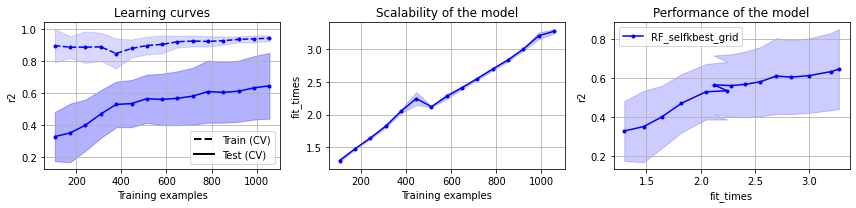 Learning curves
r2
1.0
0.8
0.6
0.4
0.2
Train (CV)
Test (CV)
200
400
600
800
1000
Training examples
Scalability of the model
fit_times
3.0
2.5
2.0
1.5
200
400
600
800
1000
Training examples
Performance of the model
r2
0.8
0.6
0.4
0.2
RF_selfkbest_grid
1.5
2.0
2.5
3.0
fit_times